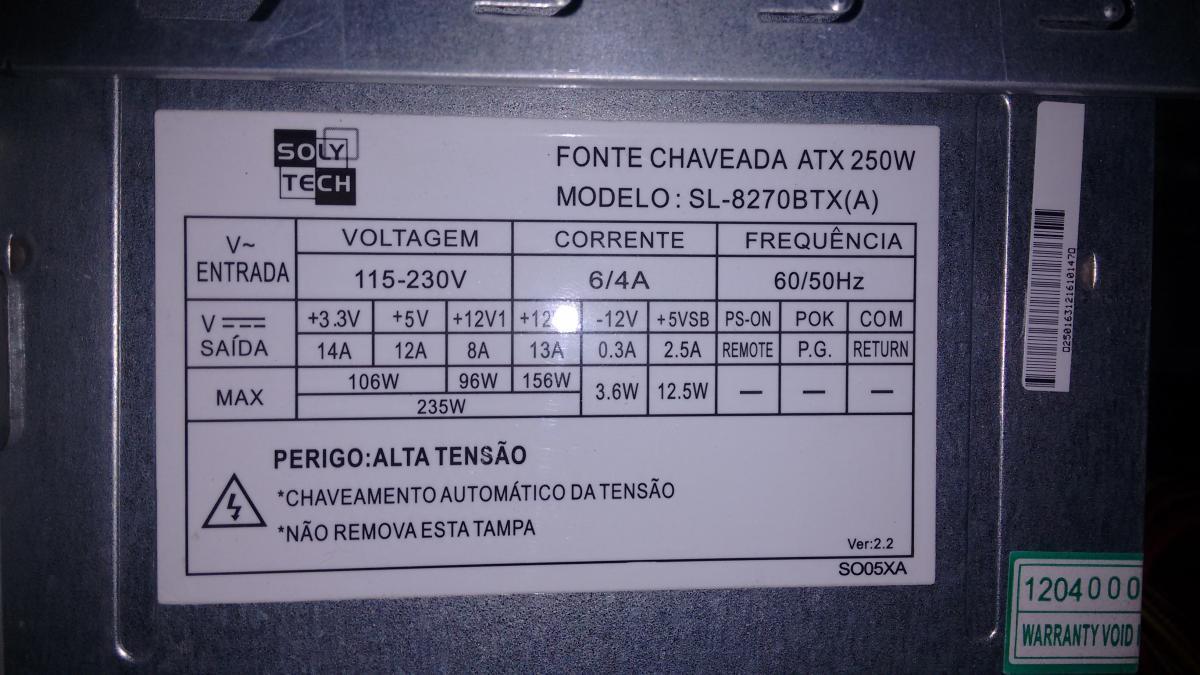 SOLY
TECH
FONTE CHAVEADA ATX 250W
MODELO: SL-8270BTX(A)
V~ ENTRADA
VOLTAGEM CORRENTE FREQUÊNCIA
115-230V 6/4A 60/50Hz
V SAÍDA
+3.3V +5V +12V1 -12V +5VSB PS-ON POK COM
14A 12A 8A 13A 0.3A 2.5A REMOTE P.G. RETURN
MAX
106W 96W 156W 3.6W 12.5W — — —
235W
PERIGO:ALTA TENSÃO
*CHAVEAMENTO AUTOMÁTICO DA TENSÃO
*NÃO REMOVA ESTA TAMPA
Ver:2.2
SO05XA
D2501631216101470
1204000
WARRANTY VOID